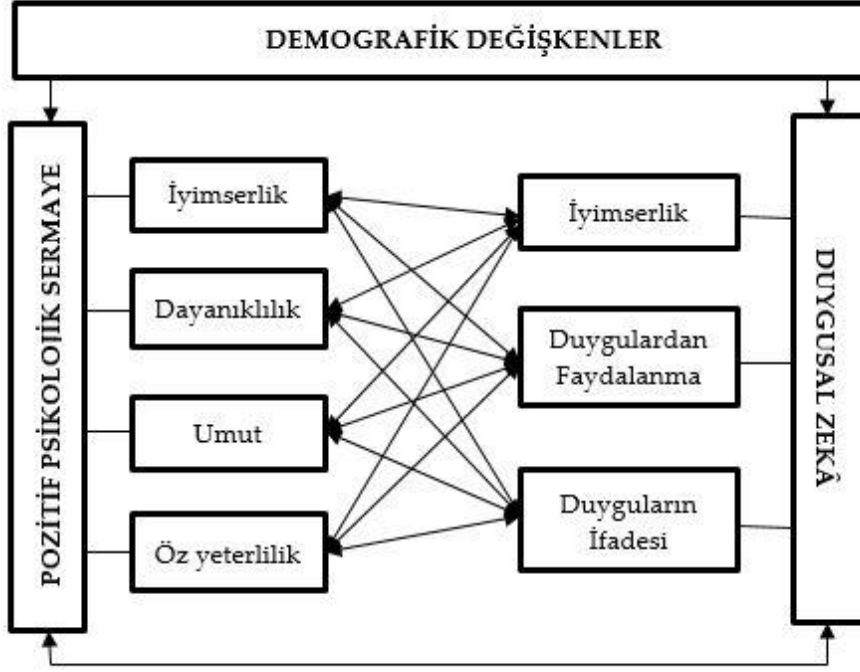 DEMOGRAFİK DEĞİŞKENLER
POZİTİF PSİKOLOJİK SERMAYE
İyimserlik
Dayanıklılık
Umut
Öz yeterlilik
İyimserlik
Duygulardan
Faydalanma
Duyguların
İfadesi
DUYGUSAL ZEKÂ